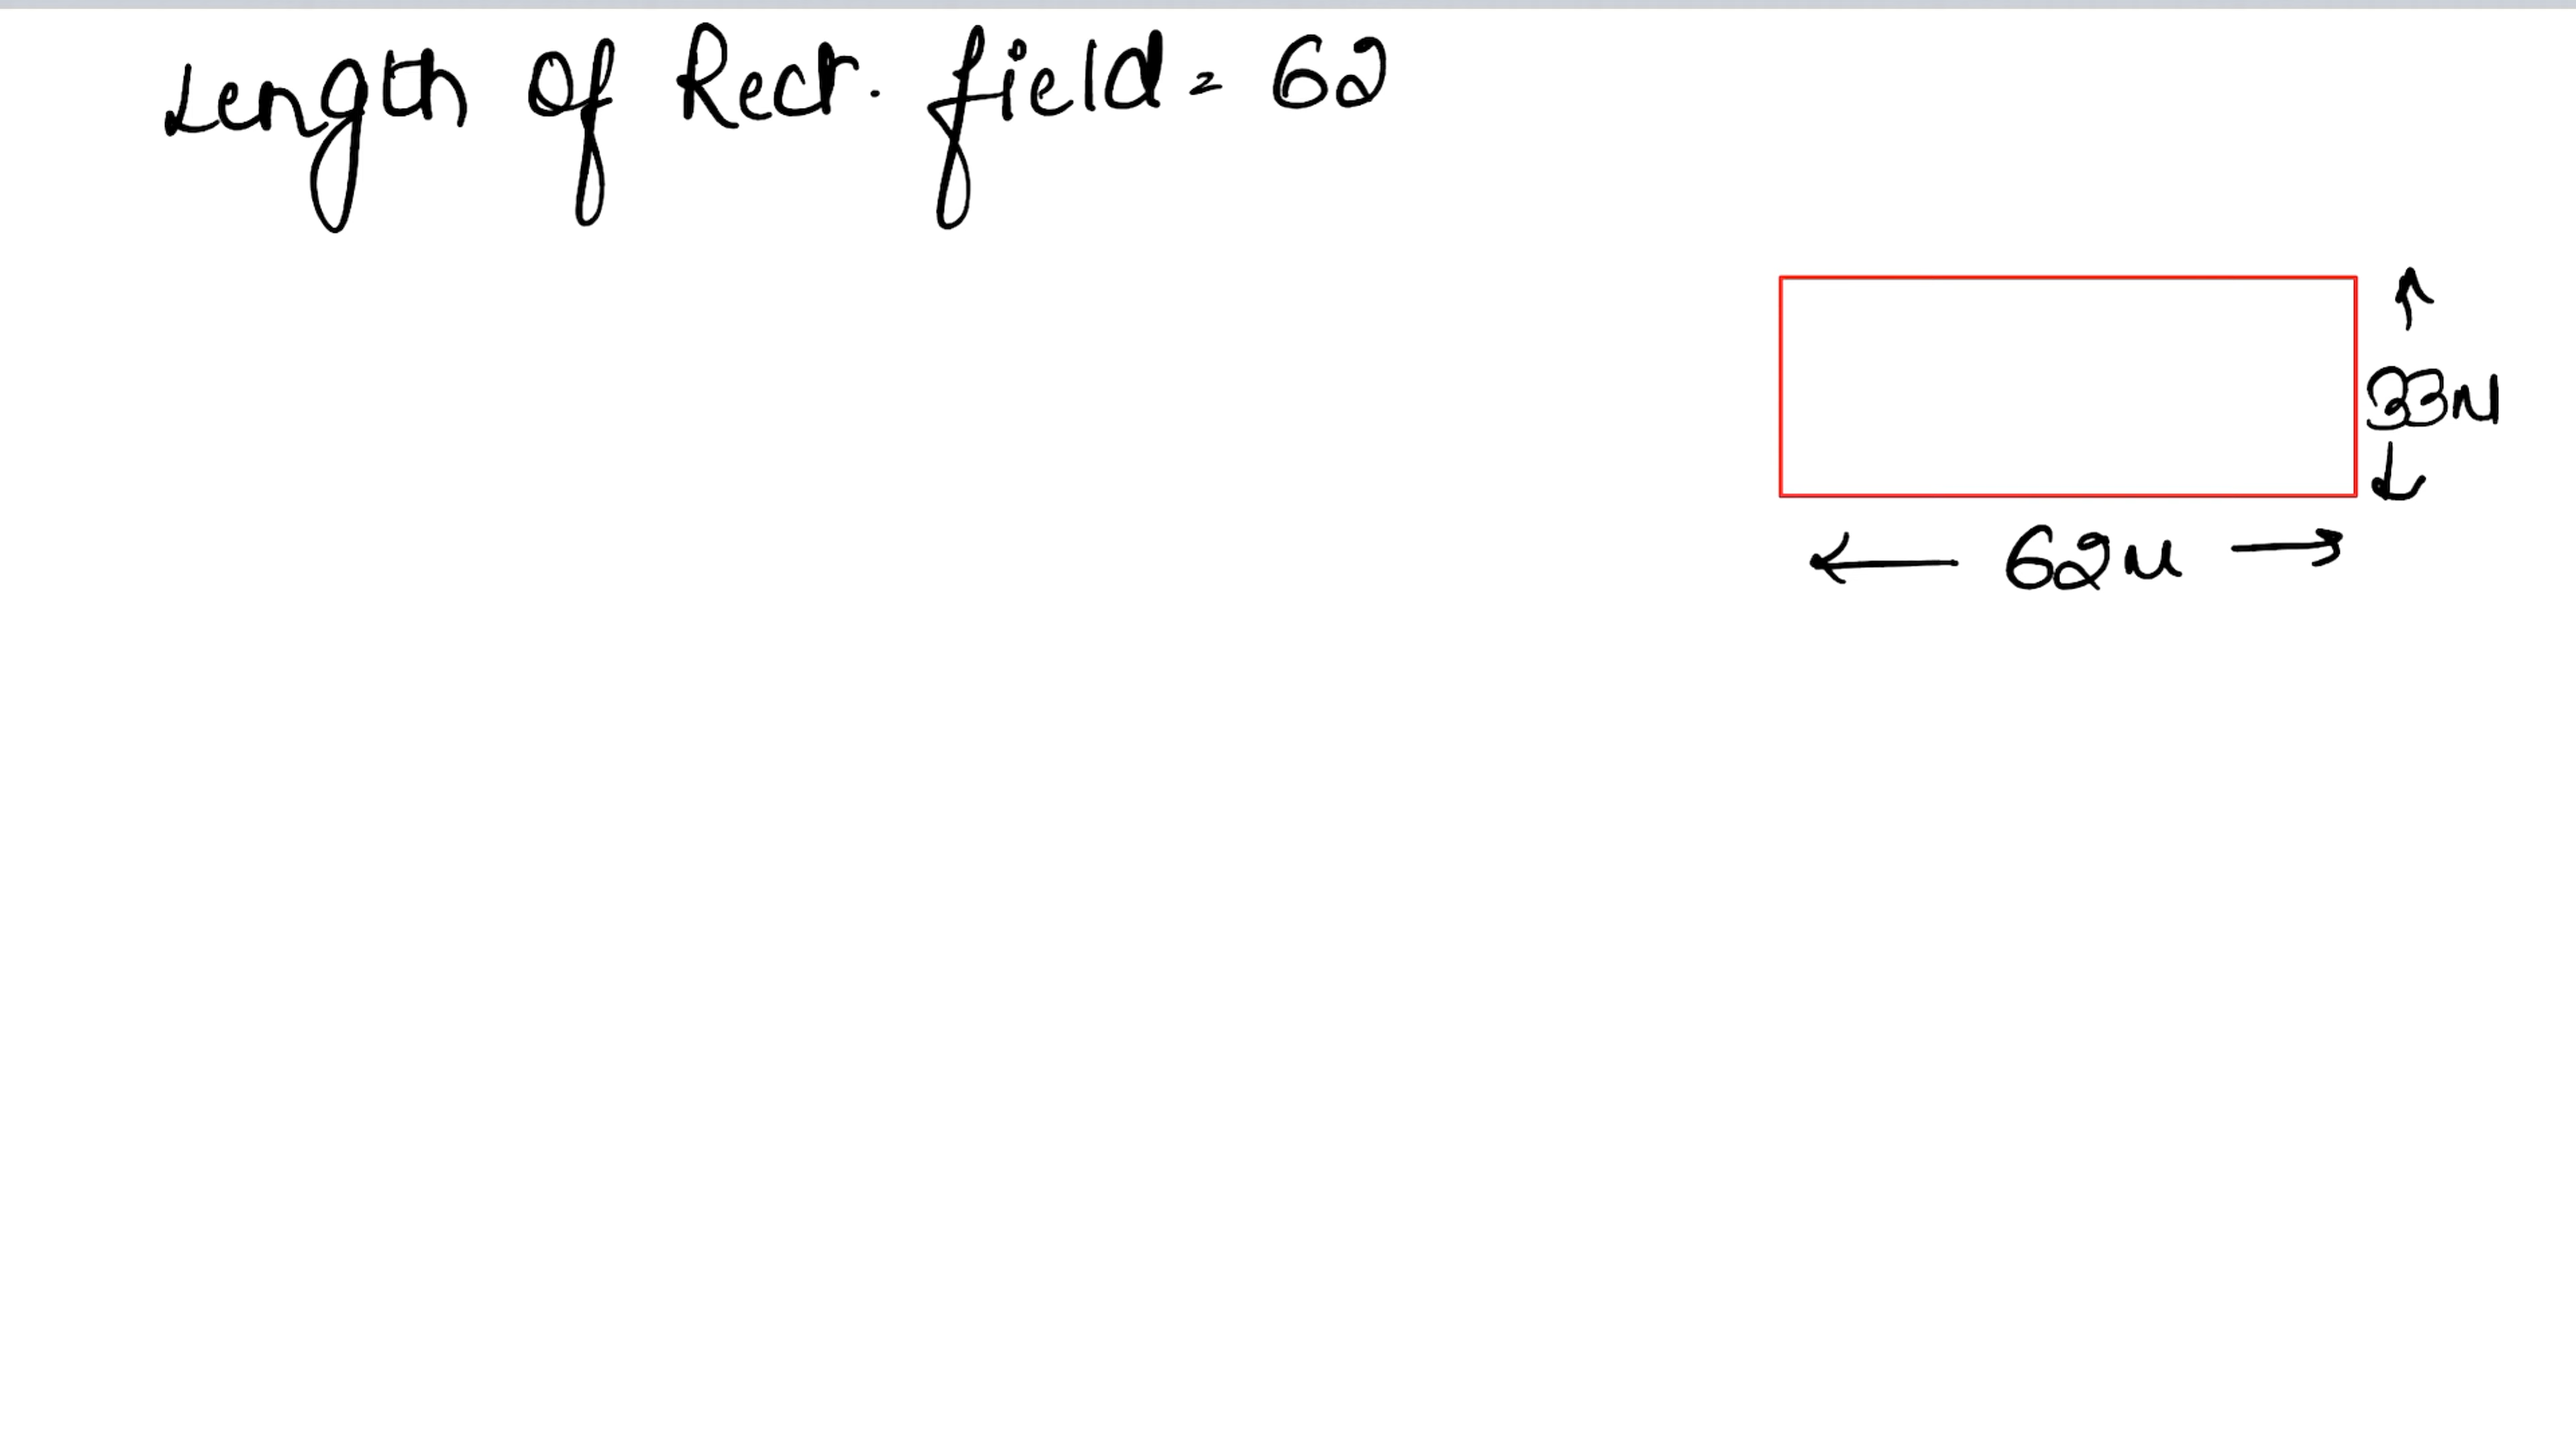 Length of Rect. field = 62
33m
62m